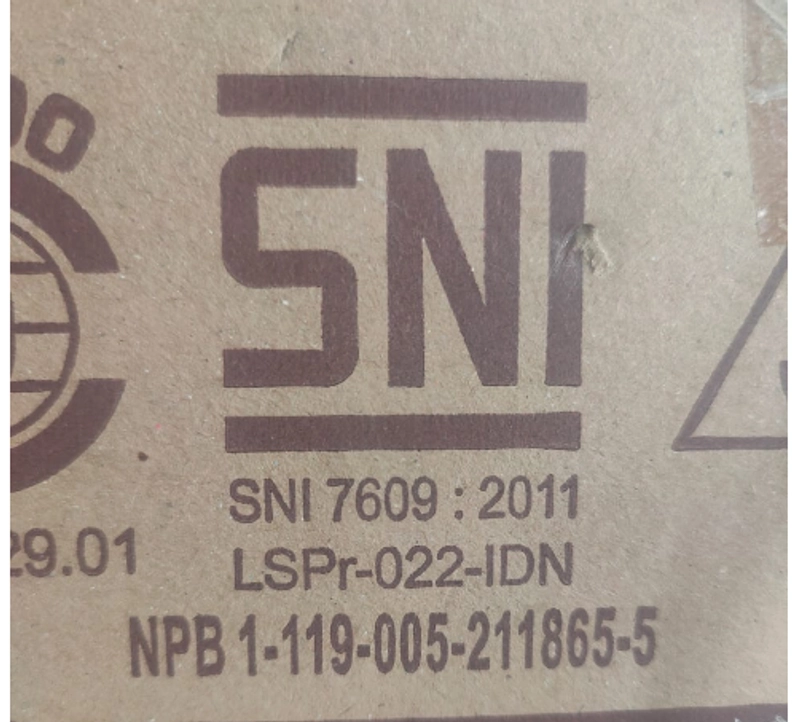 SNI
SNI 7609 : 2011
LSPr-022-IDN
29.01
NPB 1-119-005-211865-5